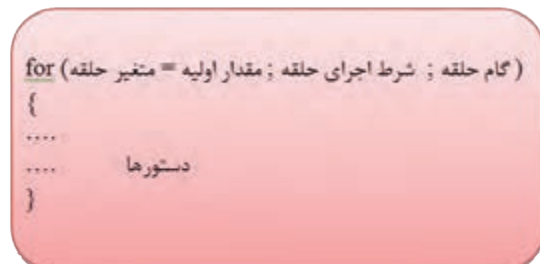 for (متغیر حلقه = مقدار اولیه ; شرط اجرای حلقه ; گام حلقه )
{
....
.... دستورها
}